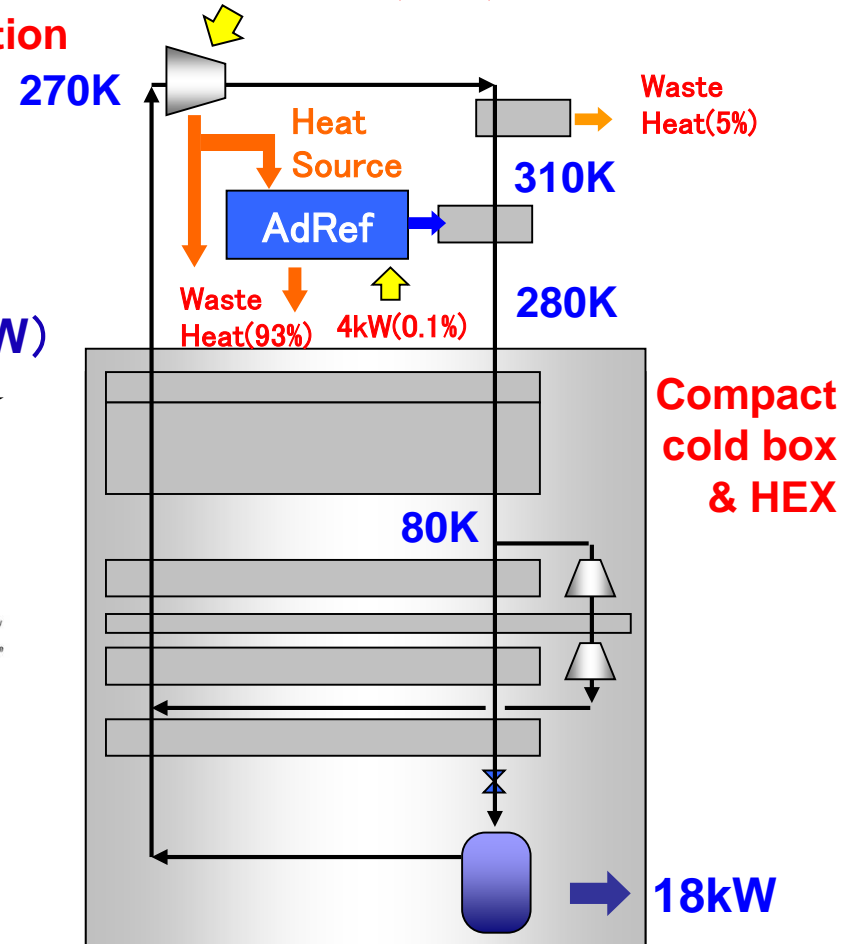 tion
270K
Waste
Heat(5%)
Heat
Source
310K
AdRef
280K
Waste
Heat(93%)
4kW(0.1%)
W)
Compact
cold box
& HEX
80K
18kW